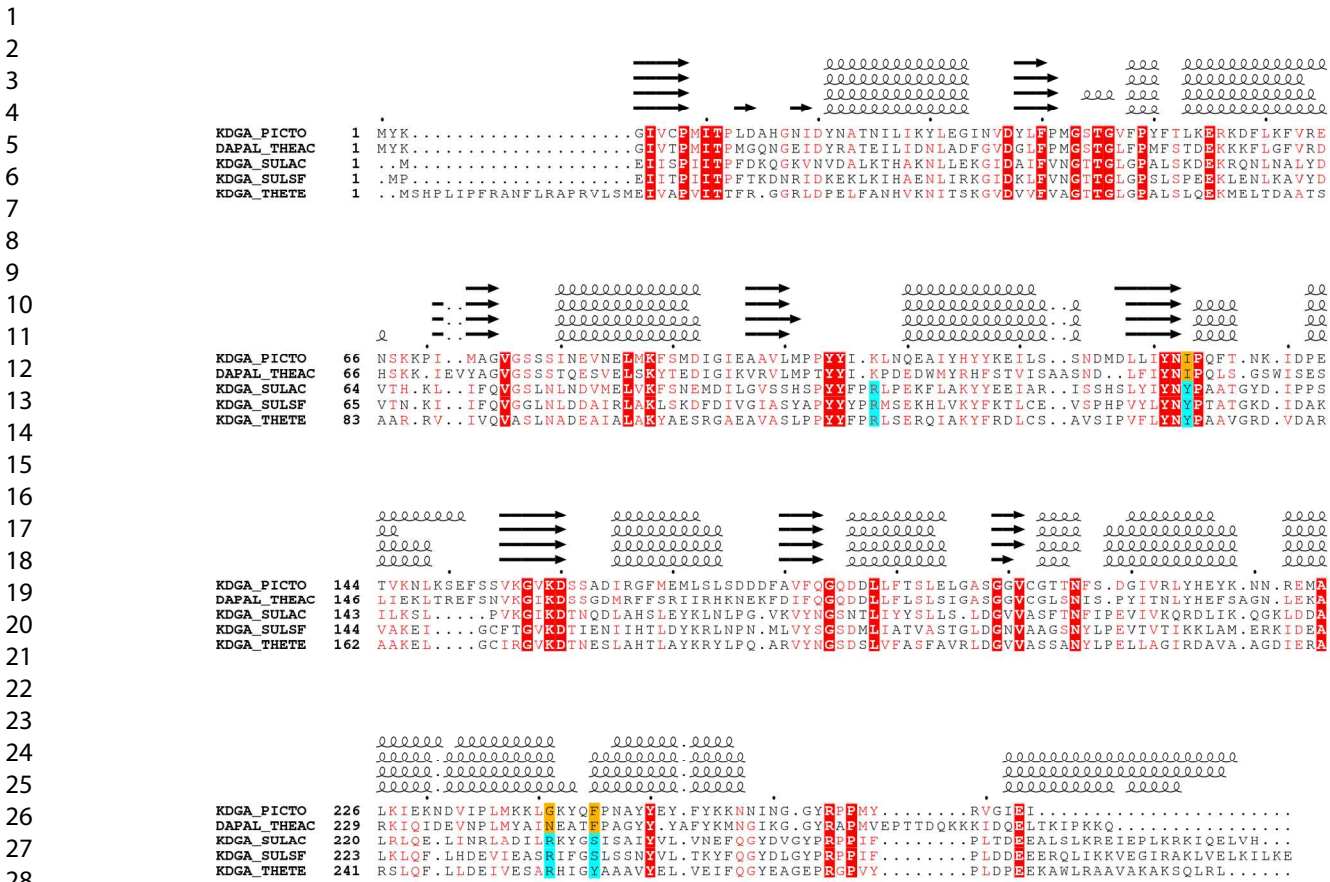 1
2
3
4
KDGA_PICTO 1 MYK....................GIVCPMITPLDAHGNIDYNATNILIKYLEGINVDYLFPMGSTGVFPYFTLKERKDFLKFVRE
5
DAPAL_THEAC 1 MYK....................GIVTPMITPMGQNGEIDYRATEILIDNLADFGVDGLFPMGSTGLFPMFSTDEKKKFLGFVRD
KDGA_SULAC 1 ..M....................EIISPIITPFDKQGKVNVDALKTHAKNLLEKGIDAIFVNGTTGLGPALSKDEKRQNLNALYD
6
KDGA_SULSF 1 .MP....................EIITPIITPFTKDNRIDKEKLKIHAENLIRKGIDKLFVNGTTGLGPSLSPEEKLENLKAVYD
KDGA_THETE 1 ..MSHPLIPFRANFLRAPRVLSMEIVAPVITTFR.GGRLDPELFANHVKNITSKGVDVVFVAGTTGLGPALSLQEKMELTDAATS
7
8
9
10
11
KDGA_PICTO 66 NSKKPI..MAGVGSSSINEVNELMKFSMDIGIEAAVLMPPYYI.KLNQEAIYHYYKEILS..SNDMDLLIYNIPQFT.NK.IDPE
12
DAPAL_THEAC 66 HSKK.IEVYAGVGSSSTQESVELSKYTEDIGIKVRVLMPTYYI.KPDEDWMYRHFSTVISAASND..LFIYNIPQLS.GSWISES
KDGA_SULAC 64 VTH.KL..IFQVGSLNLNDVMELVKFSNEMDILGVSSHSPYYFPRLPEKFLAKYYEEIAR.ISSHSLYIYNYPAATGYD.IPPS
13
KDGA_SULSF 65 VTN.KI..IFQVGGLNLDDAIRLAKLSKDFDIVGIASYAPYYYPRMSEKHLVKYFKTLCE..VSPHPVYLYNYPTATGKD.IDAK
KDGA_THETE 83 AAR.RV..IVQVASLNADEAIALAKYAESRGAEAVASLPPYYFPRLSERQIAKYFRDLCS..AVSIPVFLYNYPAAVGRD.VDAR
14
15
16
17
18
KDGA_PICTO 144 TVKNLKSEFSSVKGVKDSSADIRGFMEMLSLSDDDFAVFQGQDDLLFTSLELGASGGVCGTTNFS.DGIVRLYHEYK.NN.REMA
19
DAPAL_THEAC 146 LIEKLTREFSNVKGIKDSSGDMRFFSRIIRHKNEKFDIFQGQDDLLFLSLSIGASGGVCGLSNIS.PYITNLYHEFSAGN.LEKA
KDGA_SULAC 143 ILKSL.....PVKGIKDTNQDLAHSLEYKLNLPG.VKVYNGSNTLIYYSLLSLDGVVASFTNFIPEVIVKQRDLIK.QGKLDDA
20
KDGA_SULSF 144 VAKEI....GCFTGVKDTIENIIHTLDYKRLNPN.MLVYSGSDMLIATVASTGLDGNVAAGSNYLPEVTVTIKKLAM.ERKIDEA
KDGA_THETE 162 AAKEL....GCIRGVKDTNESLAHTLAYKRYLPQ.ARVYNGSDSLVFASFAVRLDGVVASSANYLPELLAGIRDAVA.AGDIERA
21
22
23
24
25
KDGA_PICTO 226 LKIEKNDVIPLMKKLGKYQFPNAYYEY.FYKKNNING.GYRPPMY........RVGIEI..................
26
DAPAL_THEAC 229 RKIQIDEVNPLMYAINEATFPAGYY.YAFYKMNGIKG.GYRAPMVEPTTDQKKKIDQELTKIPKKQ...........
KDGA_SULAC 220 LRLQE.LINRLADILRKYGSISAIYVL.VNEFQGYDVGYPRPPIF........PLTDEEALSLKREIEPLKRKIQELVH...
27
KDGA_SULSF 223 LKLQF.LHDEVIEASRIFGSLSSNYVL.TKYFQGYDLGYPRPPIF........PLDDEEERQLIKKVEGIRAKLVELKILKE
KDGA_THETE 241 RSLQF.LLDEIVESARHIGYAAAVYEL.VEIFQGYEAGEPRGPVY........PLDPEEKAWLRAAVAKAKSQLRL......
28